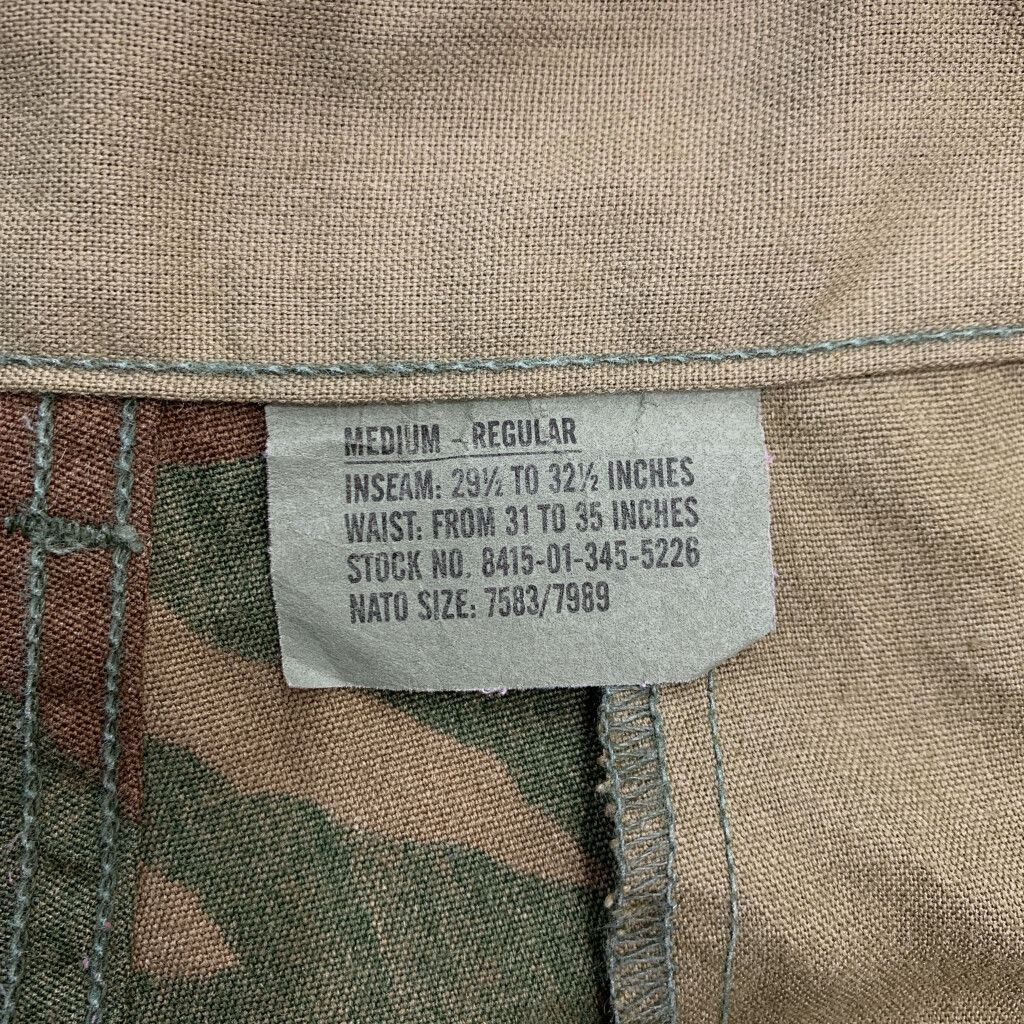 MEDIUM - REGULAR
INSEAM: 29½ TO 32½ INCHES
WAIST: FROM 31 TO 35 INCHES
STOCK NO. 8415-01-345-5226
NATO SIZE: 7583/7989